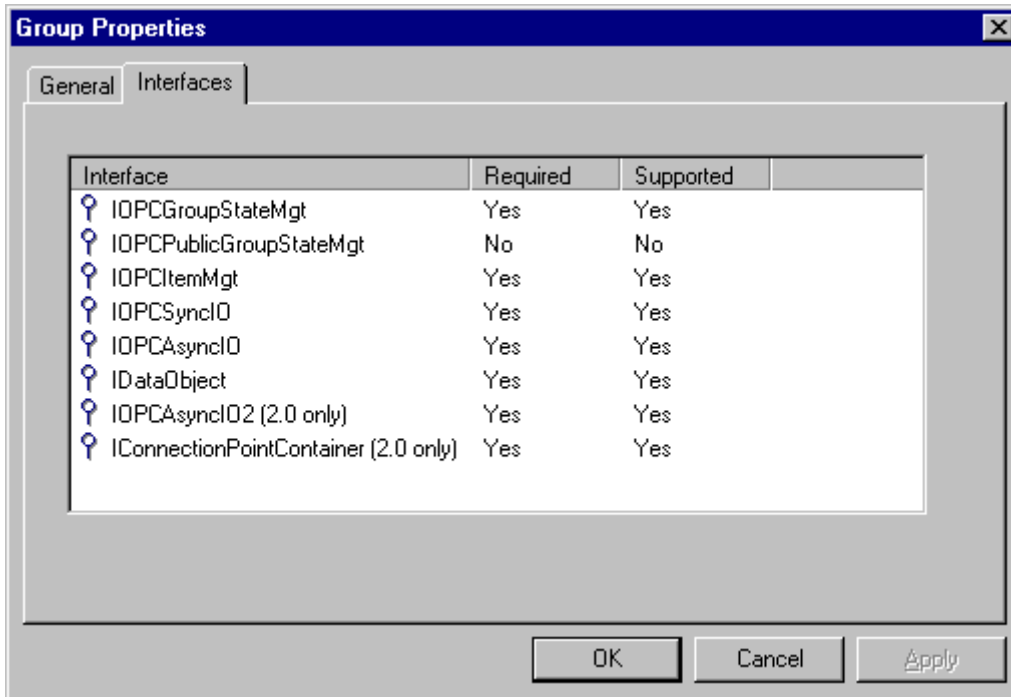 Group Properties
General Interfaces
Interface Required Supported
IOPCGroupStateMgt Yes Yes
IOPCPublicGroupStateMgt No No
IOPCItemMgt Yes Yes
IOPCSyncIO Yes Yes
IOPCAsyncIO Yes Yes
IDataObject Yes Yes
IOPCAsyncIO2 (2.0 only) Yes Yes
IConnectionPointContainer (2.0 only) Yes Yes
OK Cancel Apply